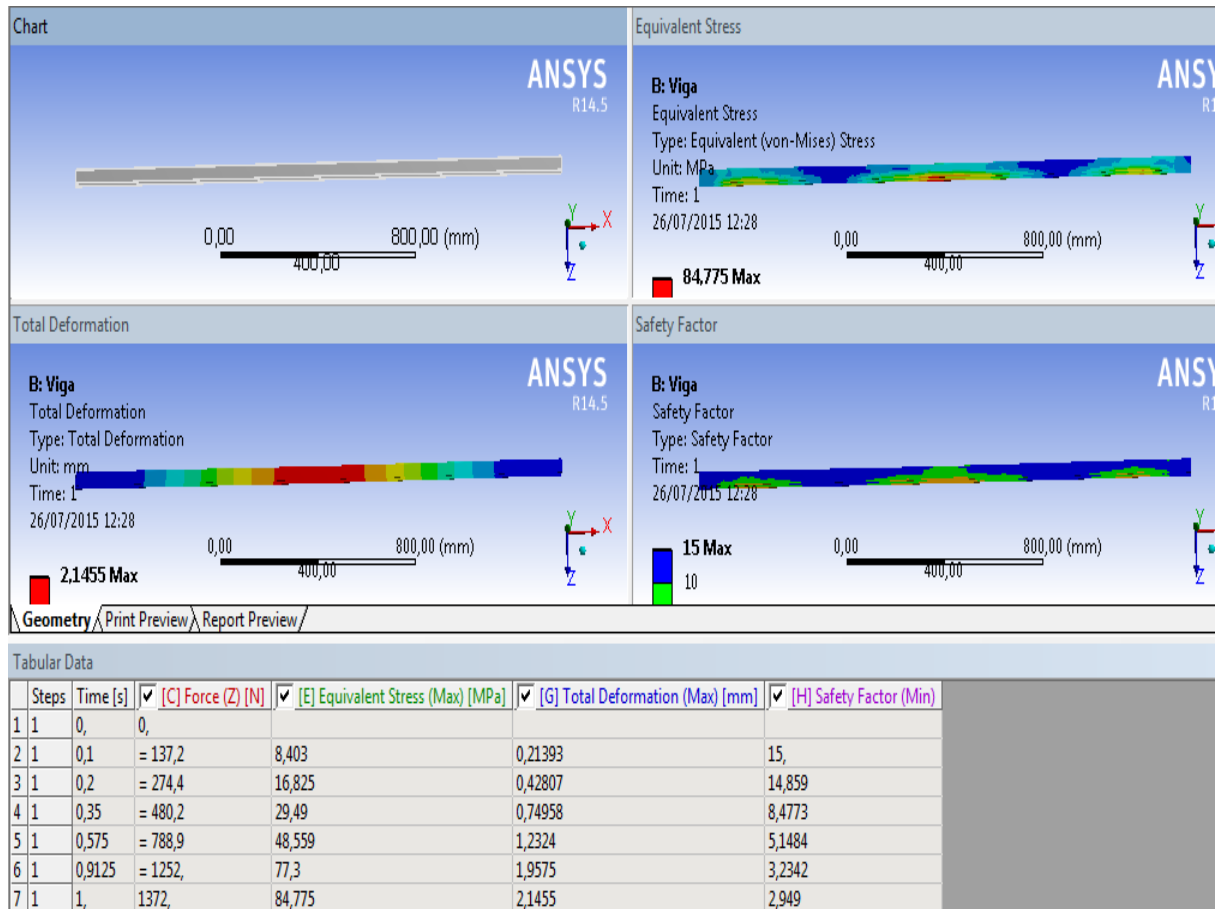 Chart
ANSYS
R14.5
0,00 800,00 (mm)
400,00
Y
X
Z
Equivalent Stress
B: Viga
Equivalent Stress
Type: Equivalent (von-Mises) Stress
Unit: MPa
Time: 1
26/07/2015 12:28
ANSY
R1
0,00 800,00 (mm)
400,00
84,775 Max
Y
Z
Total Deformation
B: Viga
Total Deformation
Type: Total Deformation
Unit: mm
Time: 1
26/07/2015 12:28
ANSYS
R14.5
0,00 800,00 (mm)
400,00
2,1455 Max
Y
X
Z
Safety Factor
B: Viga
Safety Factor
Type: Safety Factor
Time: 1
26/07/2015 12:28
ANSY
R1
0,00 800,00 (mm)
400,00
15 Max
10
Y
Z
Geometry Print Preview Report Preview
Tabular Data
Steps Time [s] [C] Force (Z) [N] [E] Equivalent Stress (Max) [MPa] [G] Total Deformation (Max) [mm] [H] Safety Factor (Min)
1 1 0, 0,
2 1 0,1 = 137,2 8,403 0,21393 15,
3 1 0,2 = 274,4 16,825 0,42807 14,859
4 1 0,35 = 480,2 29,49 0,74958 8,4773
5 1 0,575 = 788,9 48,559 1,2324 5,1484
6 1 0,9125 = 1252, 77,3 1,9575 3,2342
7 1 1, 1372, 84,775 2,1455 2,949